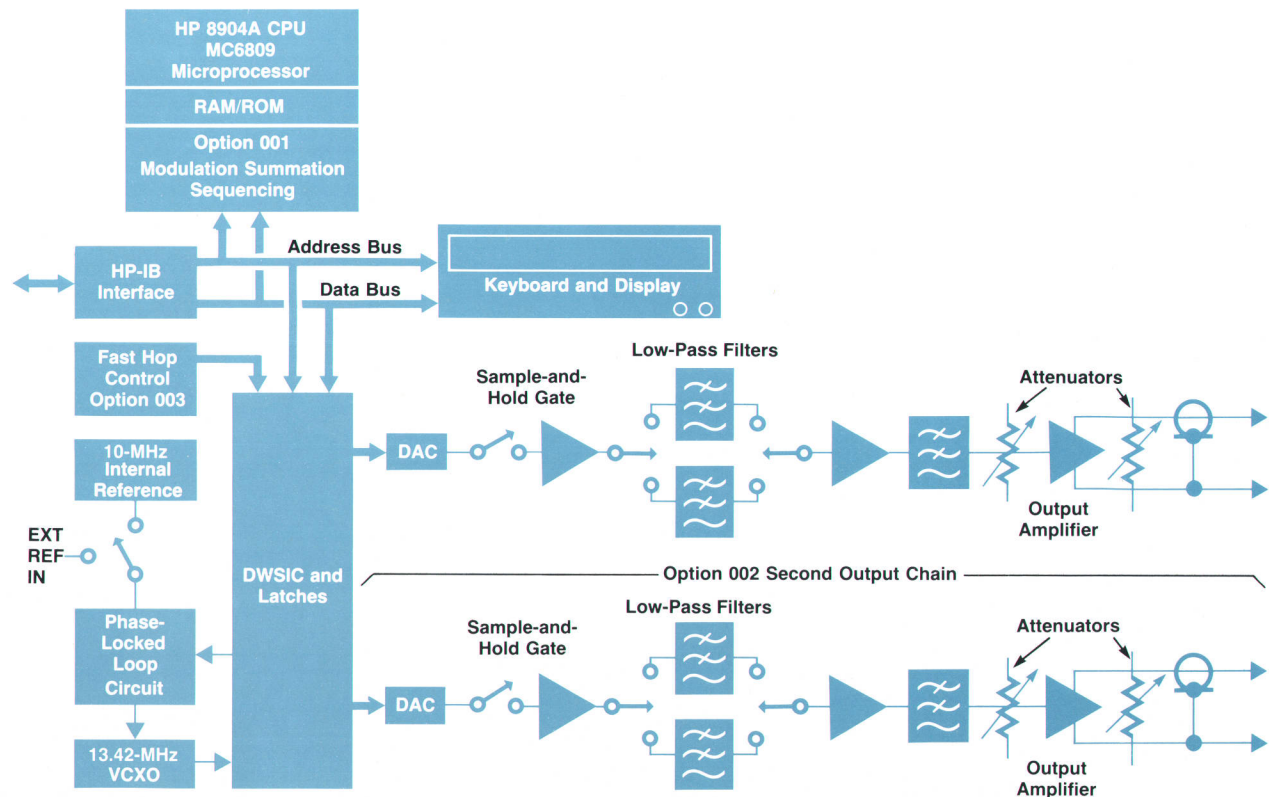 HP 8904A CPU
MC6809
Microprocessor
RAM/ROM
Option 001
Modulation Summation
Sequencing
HP-IB
Interface
Address Bus
Data Bus
Keyboard and Display
Fast Hop
Control
Option 003
10-MHz
Internal
Reference
EXT
REF
IN
Phase-
Locked
Loop
Circuit
13.42-MHz
VCXO
DWSIC and
Latches
DAC
Sample-and-
Hold Gate
Low-Pass Filters
Attenuators
Output
Amplifier
Option 002 Second Output Chain
DAC
Sample-and-
Hold Gate
Low-Pass Filters
Attenuators
Output
Amplifier